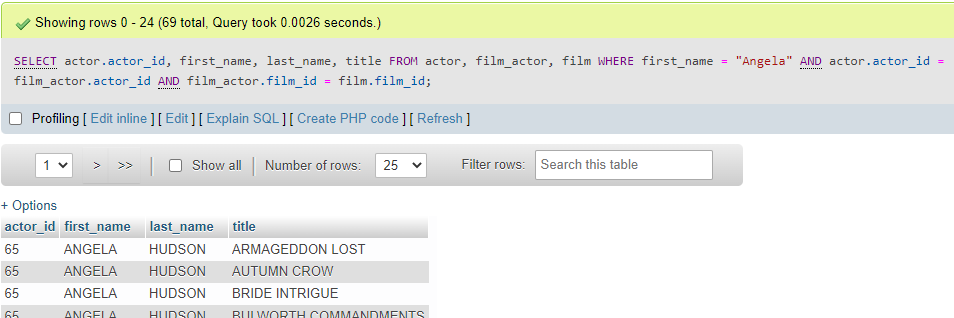 Showing rows 0 - 24 (69 total, Query took 0.0026 seconds.)
SELECT actor.actor_id, first_name, last_name, title FROM actor, film_actor, film WHERE first_name = "Angela" AND actor.actor_id =
film_actor.actor_id AND film_actor.film_id = film.film_id;
Profiling [ Edit inline ] [ Edit ] [ Explain SQL ] [ Create PHP code ] [ Refresh ]
1 > >> Show all Number of rows: 25 Filter rows: Search this table
+ Options
actor_id first_name last_name title
65 ANGELA HUDSON ARMAGEDDON LOST
65 ANGELA HUDSON AUTUMN CROW
65 ANGELA HUDSON BRIDE INTRIGUE
65 ANGELA HUDSON BULWORTH COMMANDMENTS